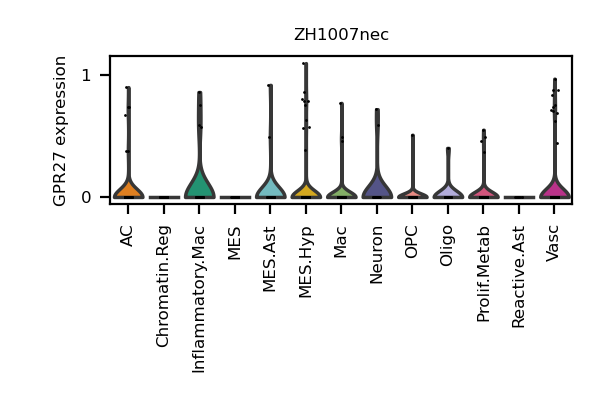 ZH1007nec
GPR27 expression
1
0
AC
Chromatin.Reg
Inflammatory.Mac
MES
MES.Ast
MES.Hyp
Mac
Neuron
OPC
Oligo
Prolif.Metab
Reactive.Ast
Vasc